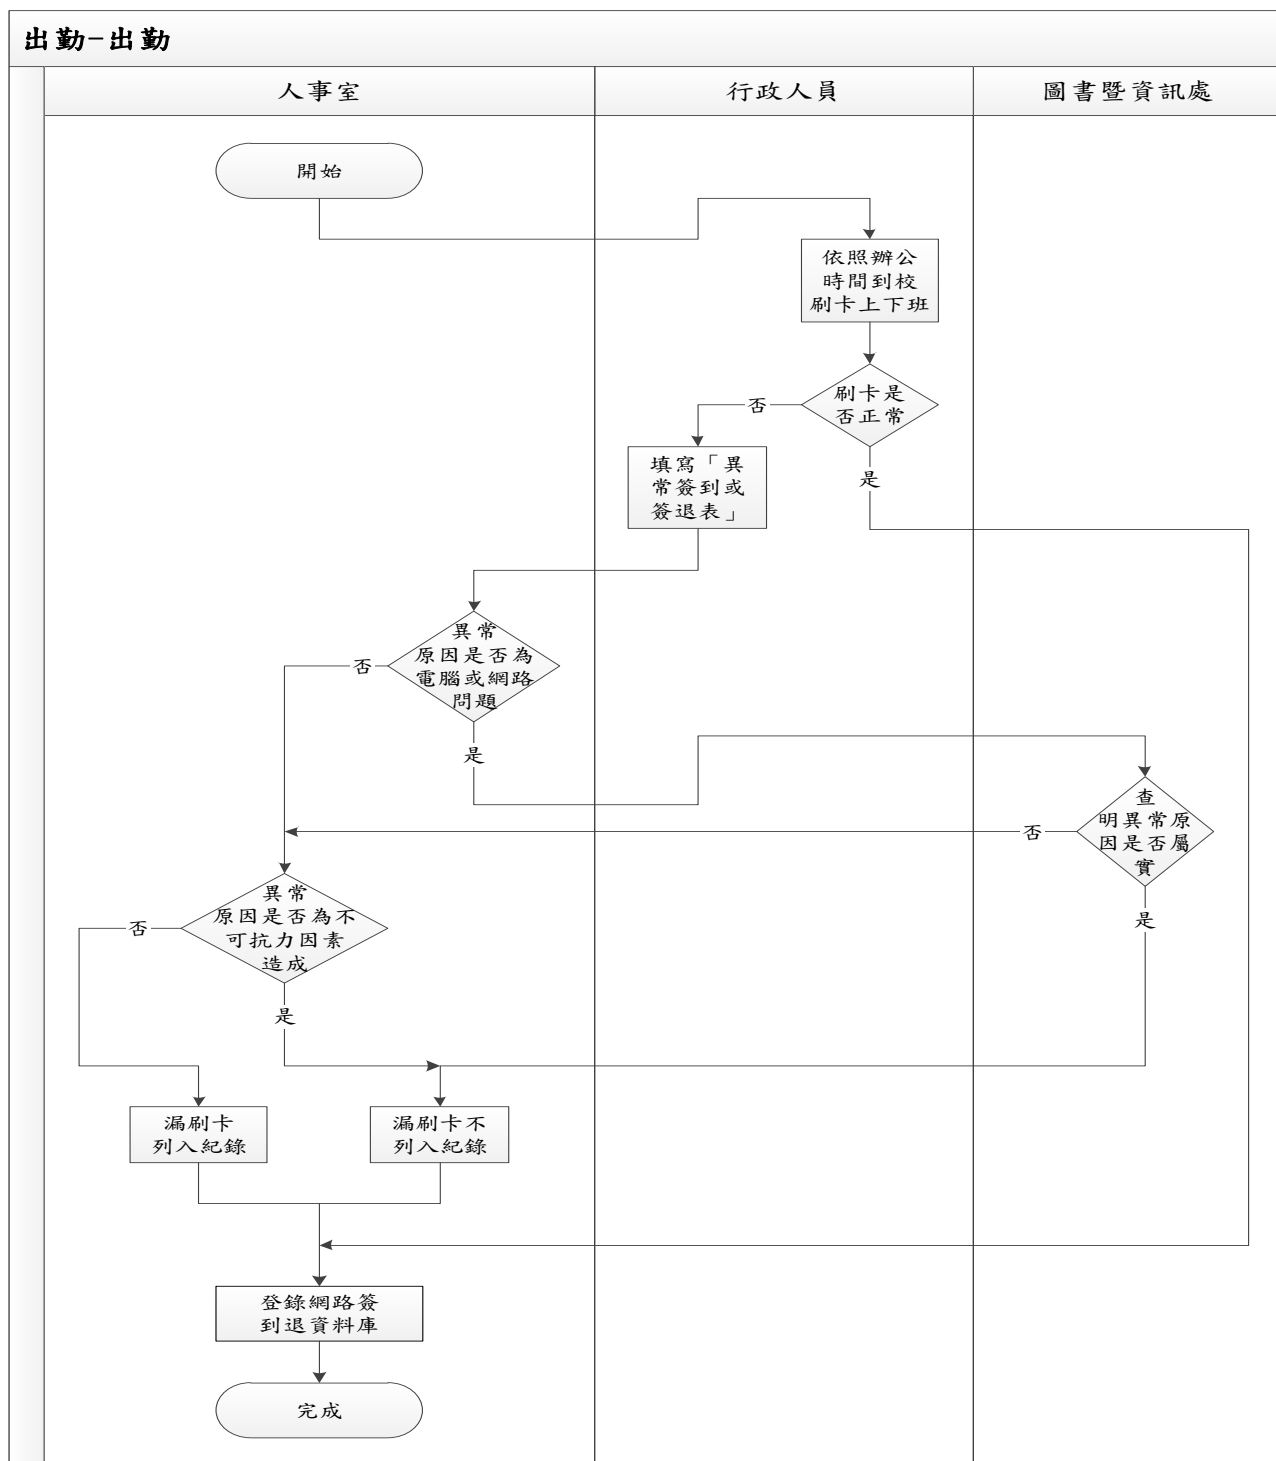 出勤-出勤
人事室
行政人員
圖書暨資訊處
開始
依照辦公
時間到校
刷卡上下班
刷卡是
否正常
否
是
填寫「異
常簽到或
簽退表」
異常
原因是否為
電腦或網路
問題
否
是
查
明異常原
因是否屬
實
否
是
異常
原因是否為不
可抗力因素
造成
否
是
漏刷卡
列入紀錄
漏刷卡不
列入紀錄
登錄網路簽
到退資料庫
完成